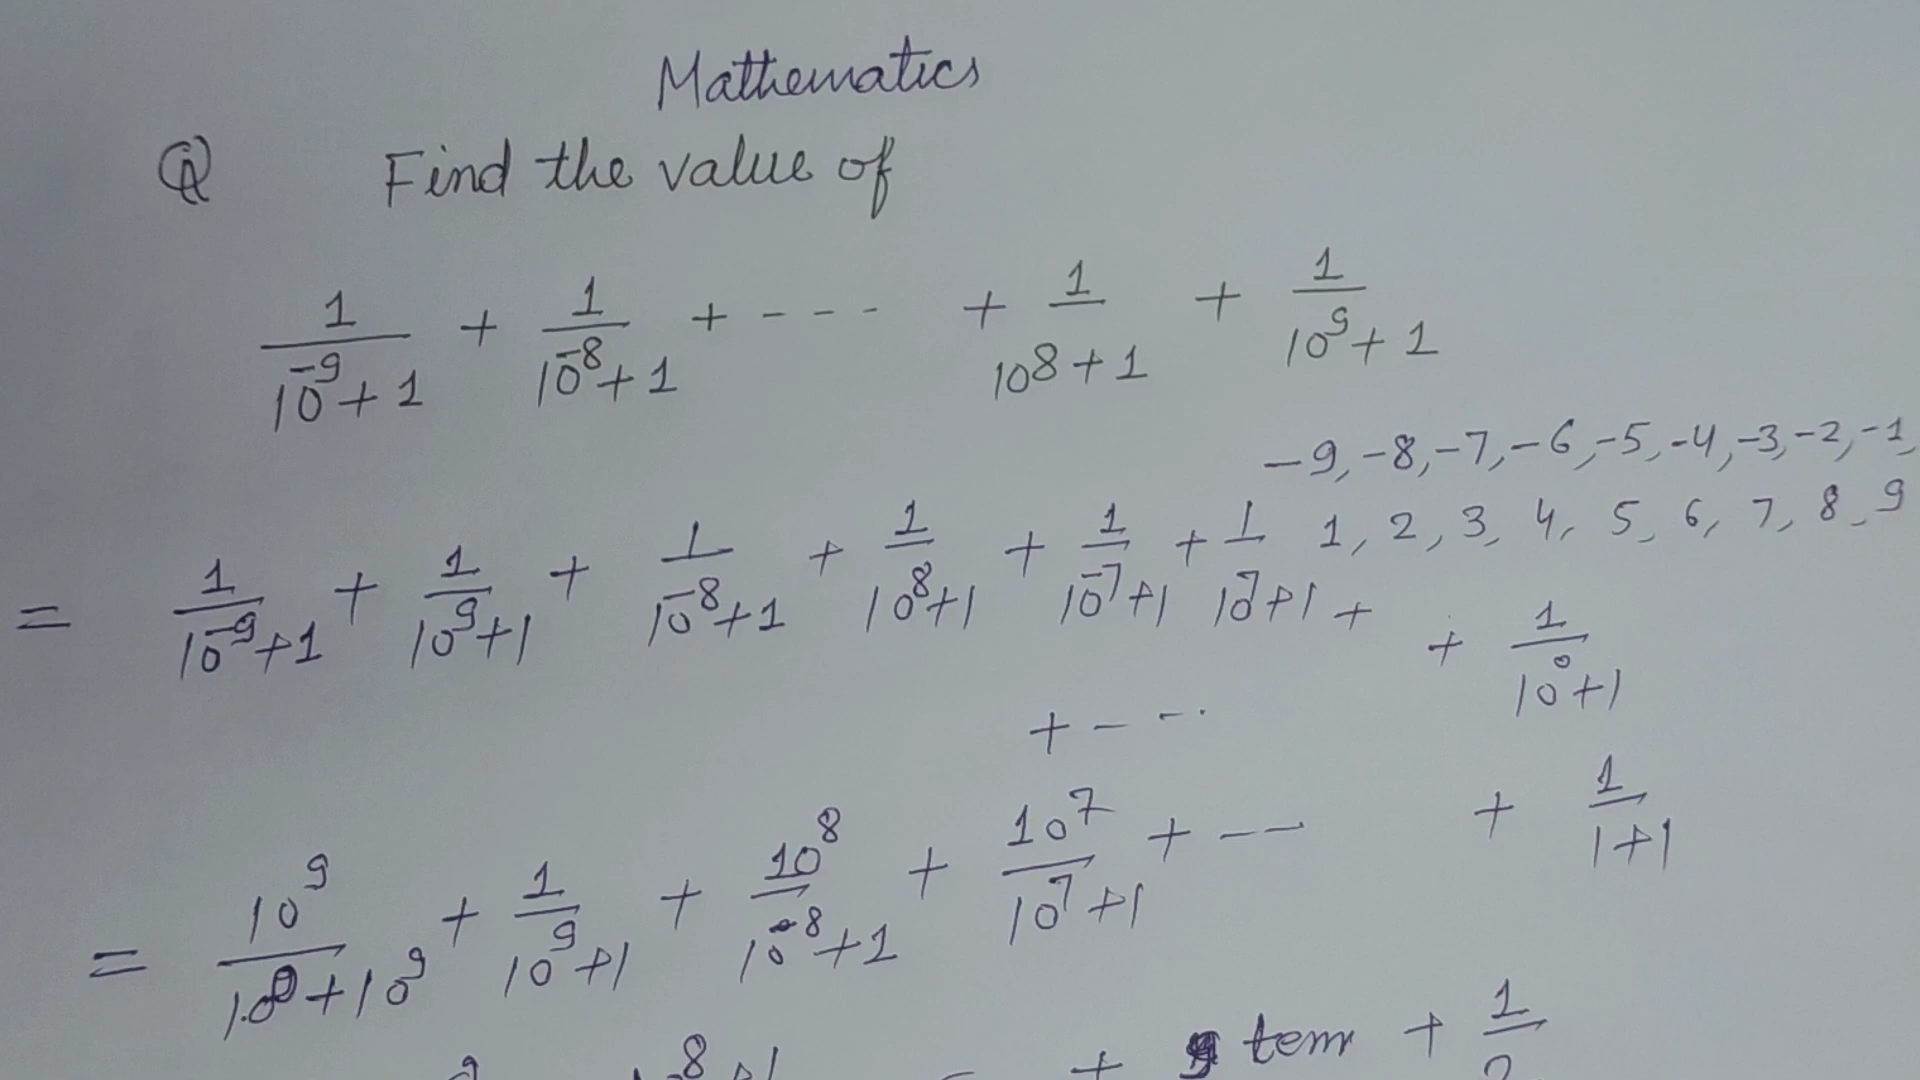 Mathematics
Q Find the value of
1/(10^-9 + 1) + 1/(10^-8 + 1) + - - - - + 1/(10^8 + 1) + 1/(10^9 + 1)
-9, -8, -7, -6, -5, -4, -3, -2, -1,
1, 2, 3, 4, 5, 6, 7, 8, 9
= 1/(10^-9 + 1) + 1/(10^9 + 1) + 1/(10^-8 + 1) + 1/(10^8 + 1) + 1/(10^-7 + 1) + 1/(10^7 + 1) +
+ - - - + 1/(10^0 + 1)
= 10^9/(10^0 + 10^9) + 1/(10^9 + 1) + 10^8/(10^8 + 1) + 10^7/(10^7 + 1) + - - - + 1/(1 + 1)
+ 9 term + 1/2